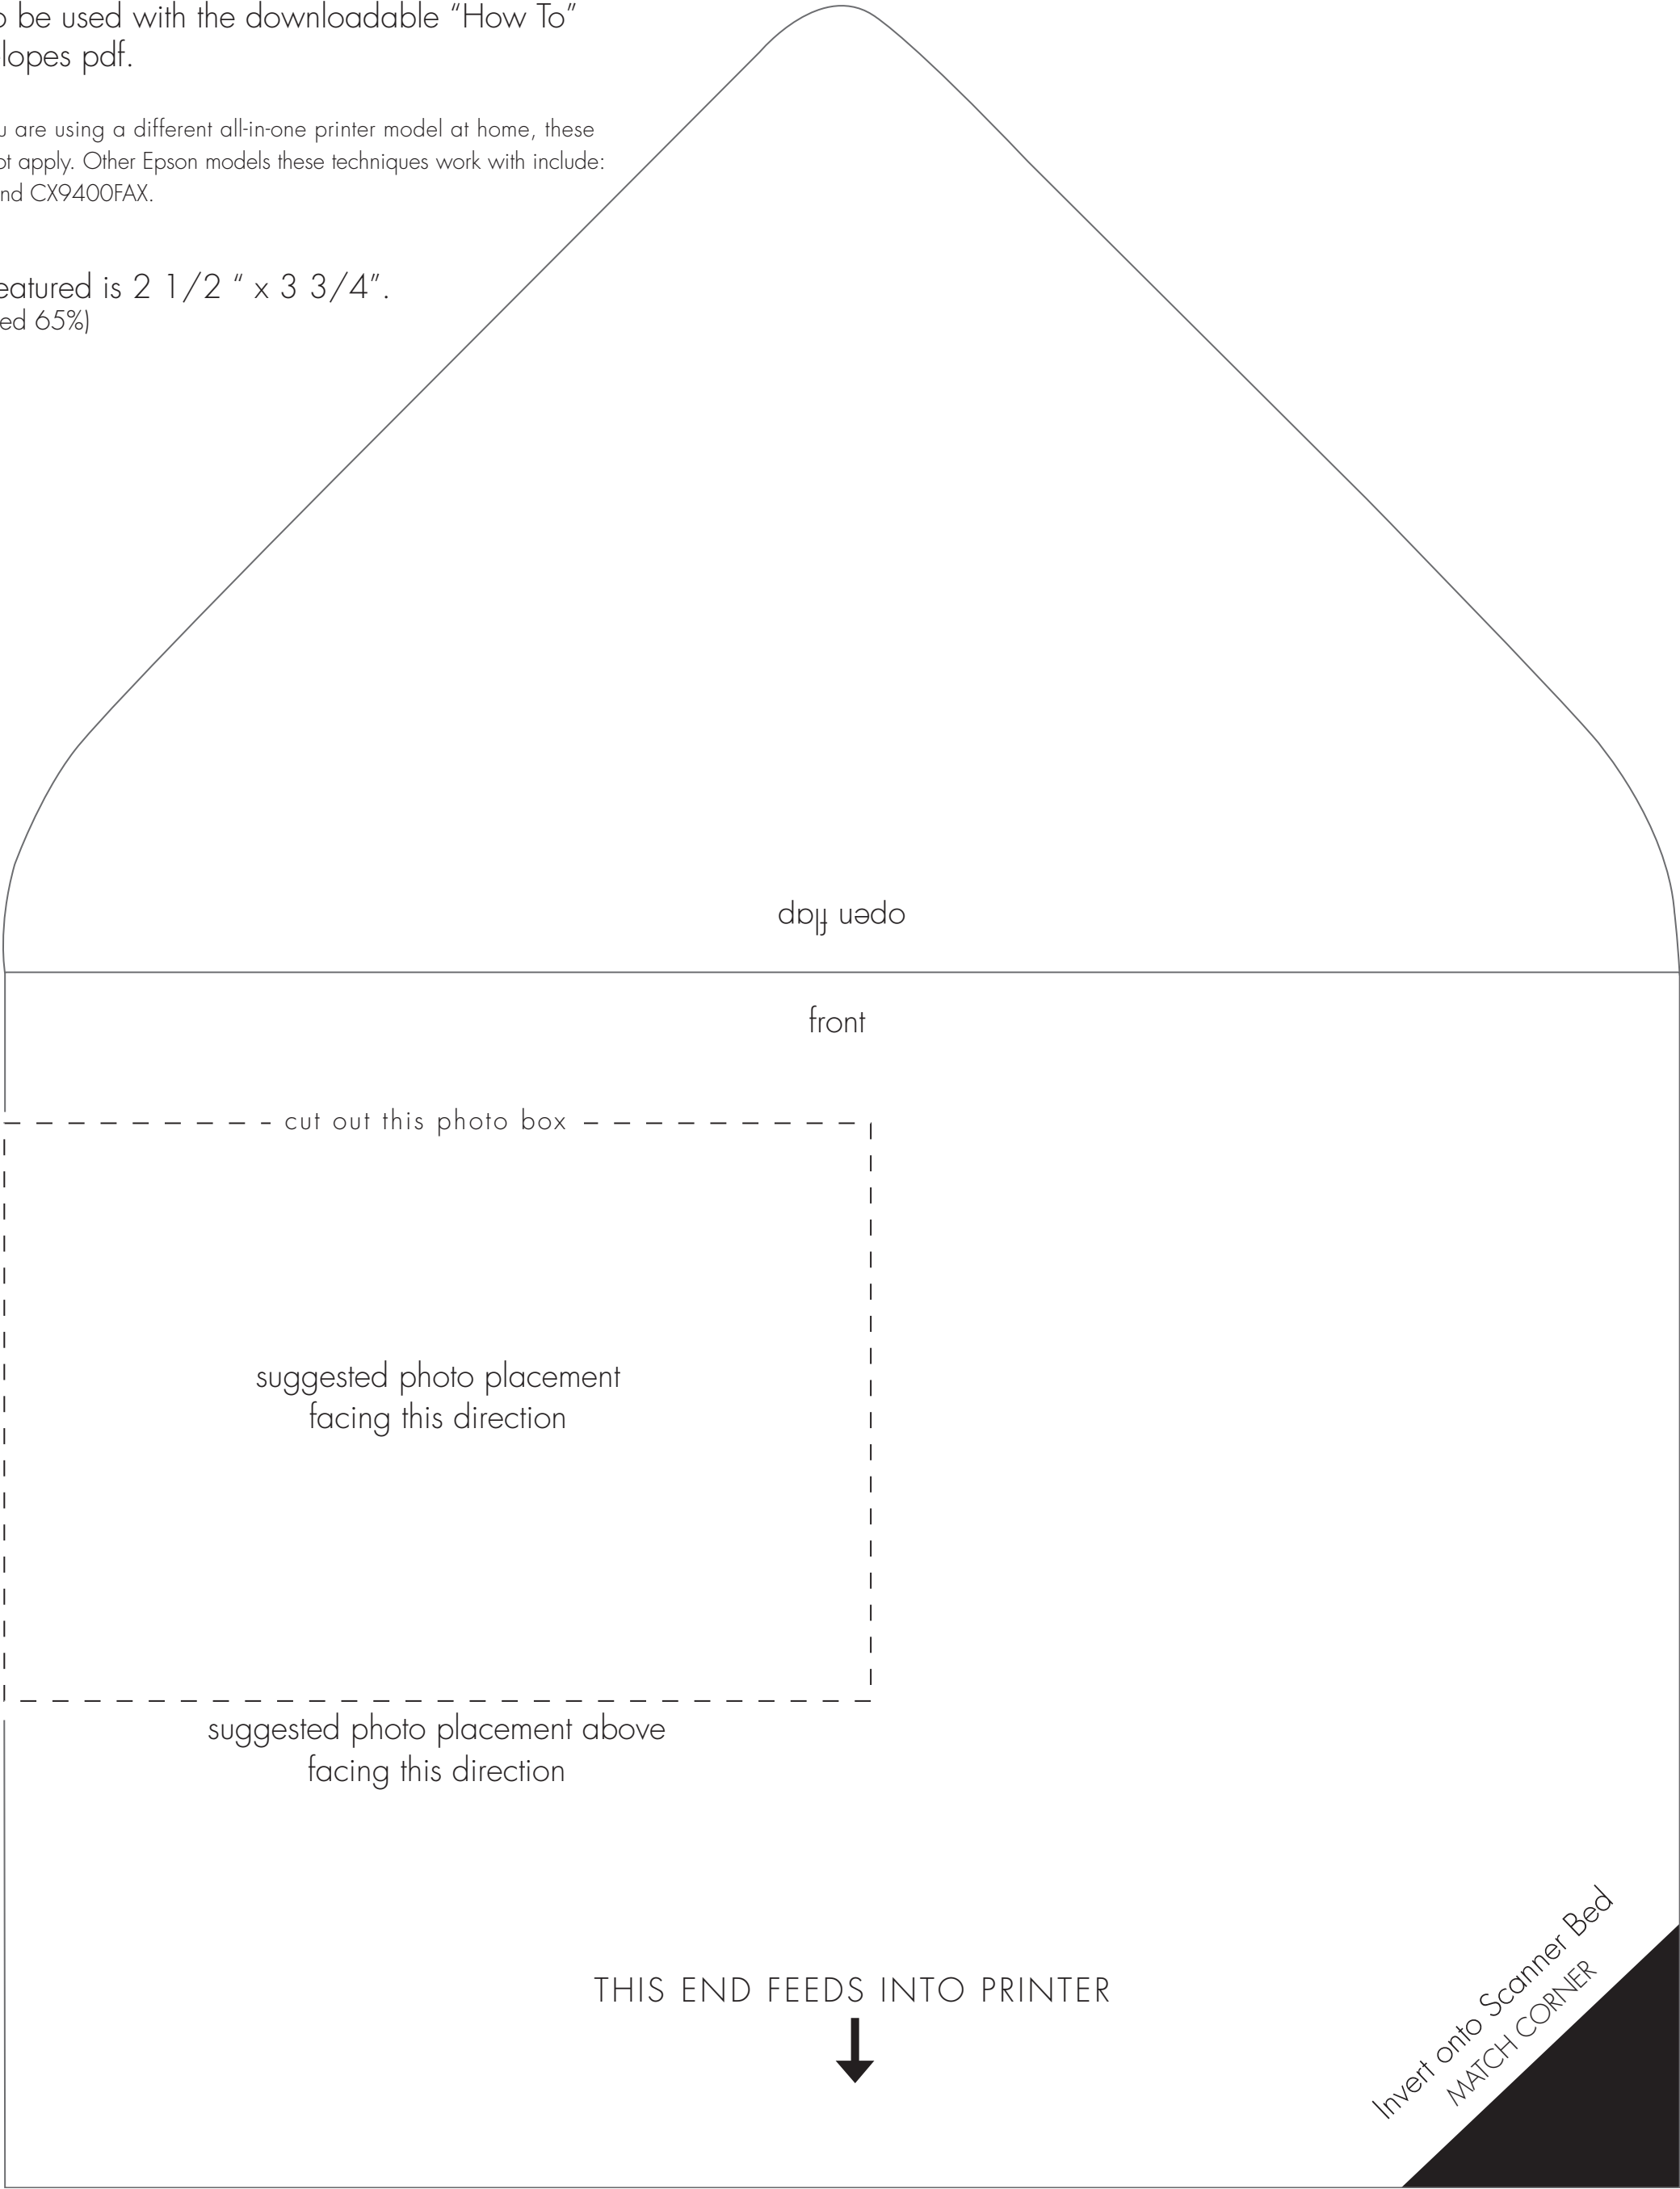 be used with the downloadable “How To”
lopes pdf.
u are using a different all-in-one printer model at home, these
ot apply. Other Epson models these techniques work with include:
nd CX9400FAX.
eatured is 2 1/2 “ x 3 3/4”.
ed 65%)
open flap
front
cut out this photo box
suggested photo placement
facing this direction
suggested photo placement above
facing this direction
THIS END FEEDS INTO PRINTER
Invert onto Scanner Bed
MATCH CORNER